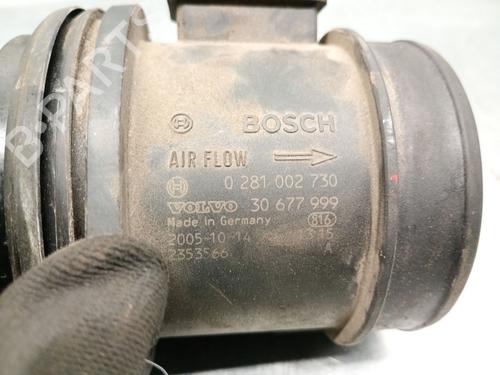 BOSCH
AIR FLOW
0 281 002 730
VOLVO 30 677 999
Made in Germany 816
2005-10-14
2353566 A
B-PARTS